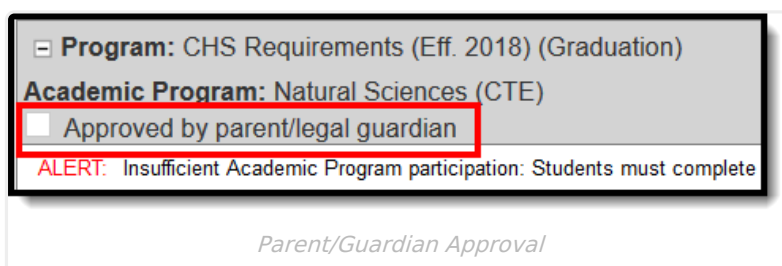 Program: CHS Requirements (Eff. 2018) (Graduation)
Academic Program: Natural Sciences (CTE)
Approved by parent/legal guardian
ALERT: Insufficient Academic Program participation: Students must complete
Parent/Guardian Approval